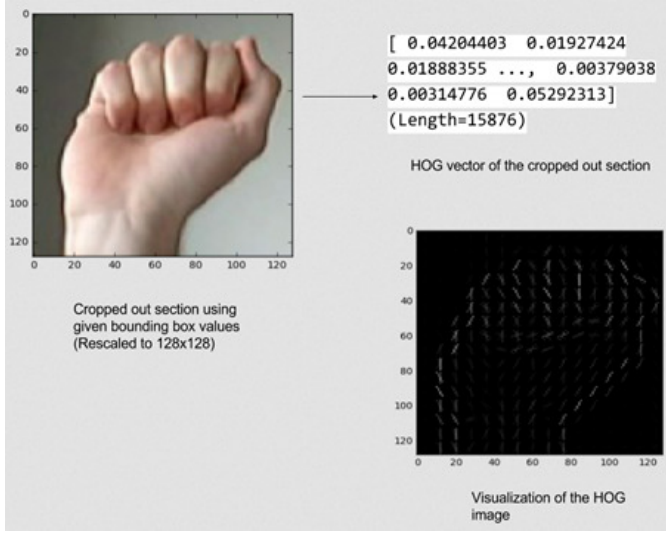 0
20
40
60
80
100
120
0 20 40 60 80 100 120
[ 0.04204403 0.01927424
0.01888355 ..., 0.00379038
0.00314776 0.05292313]
(Length=15876)
HOG vector of the cropped out section
Cropped out section using
given bounding box values
(Rescaled to 128x128)
0
20
40
60
80
100
120
0 20 40 60 80 100 120
Visualization of the HOG
image